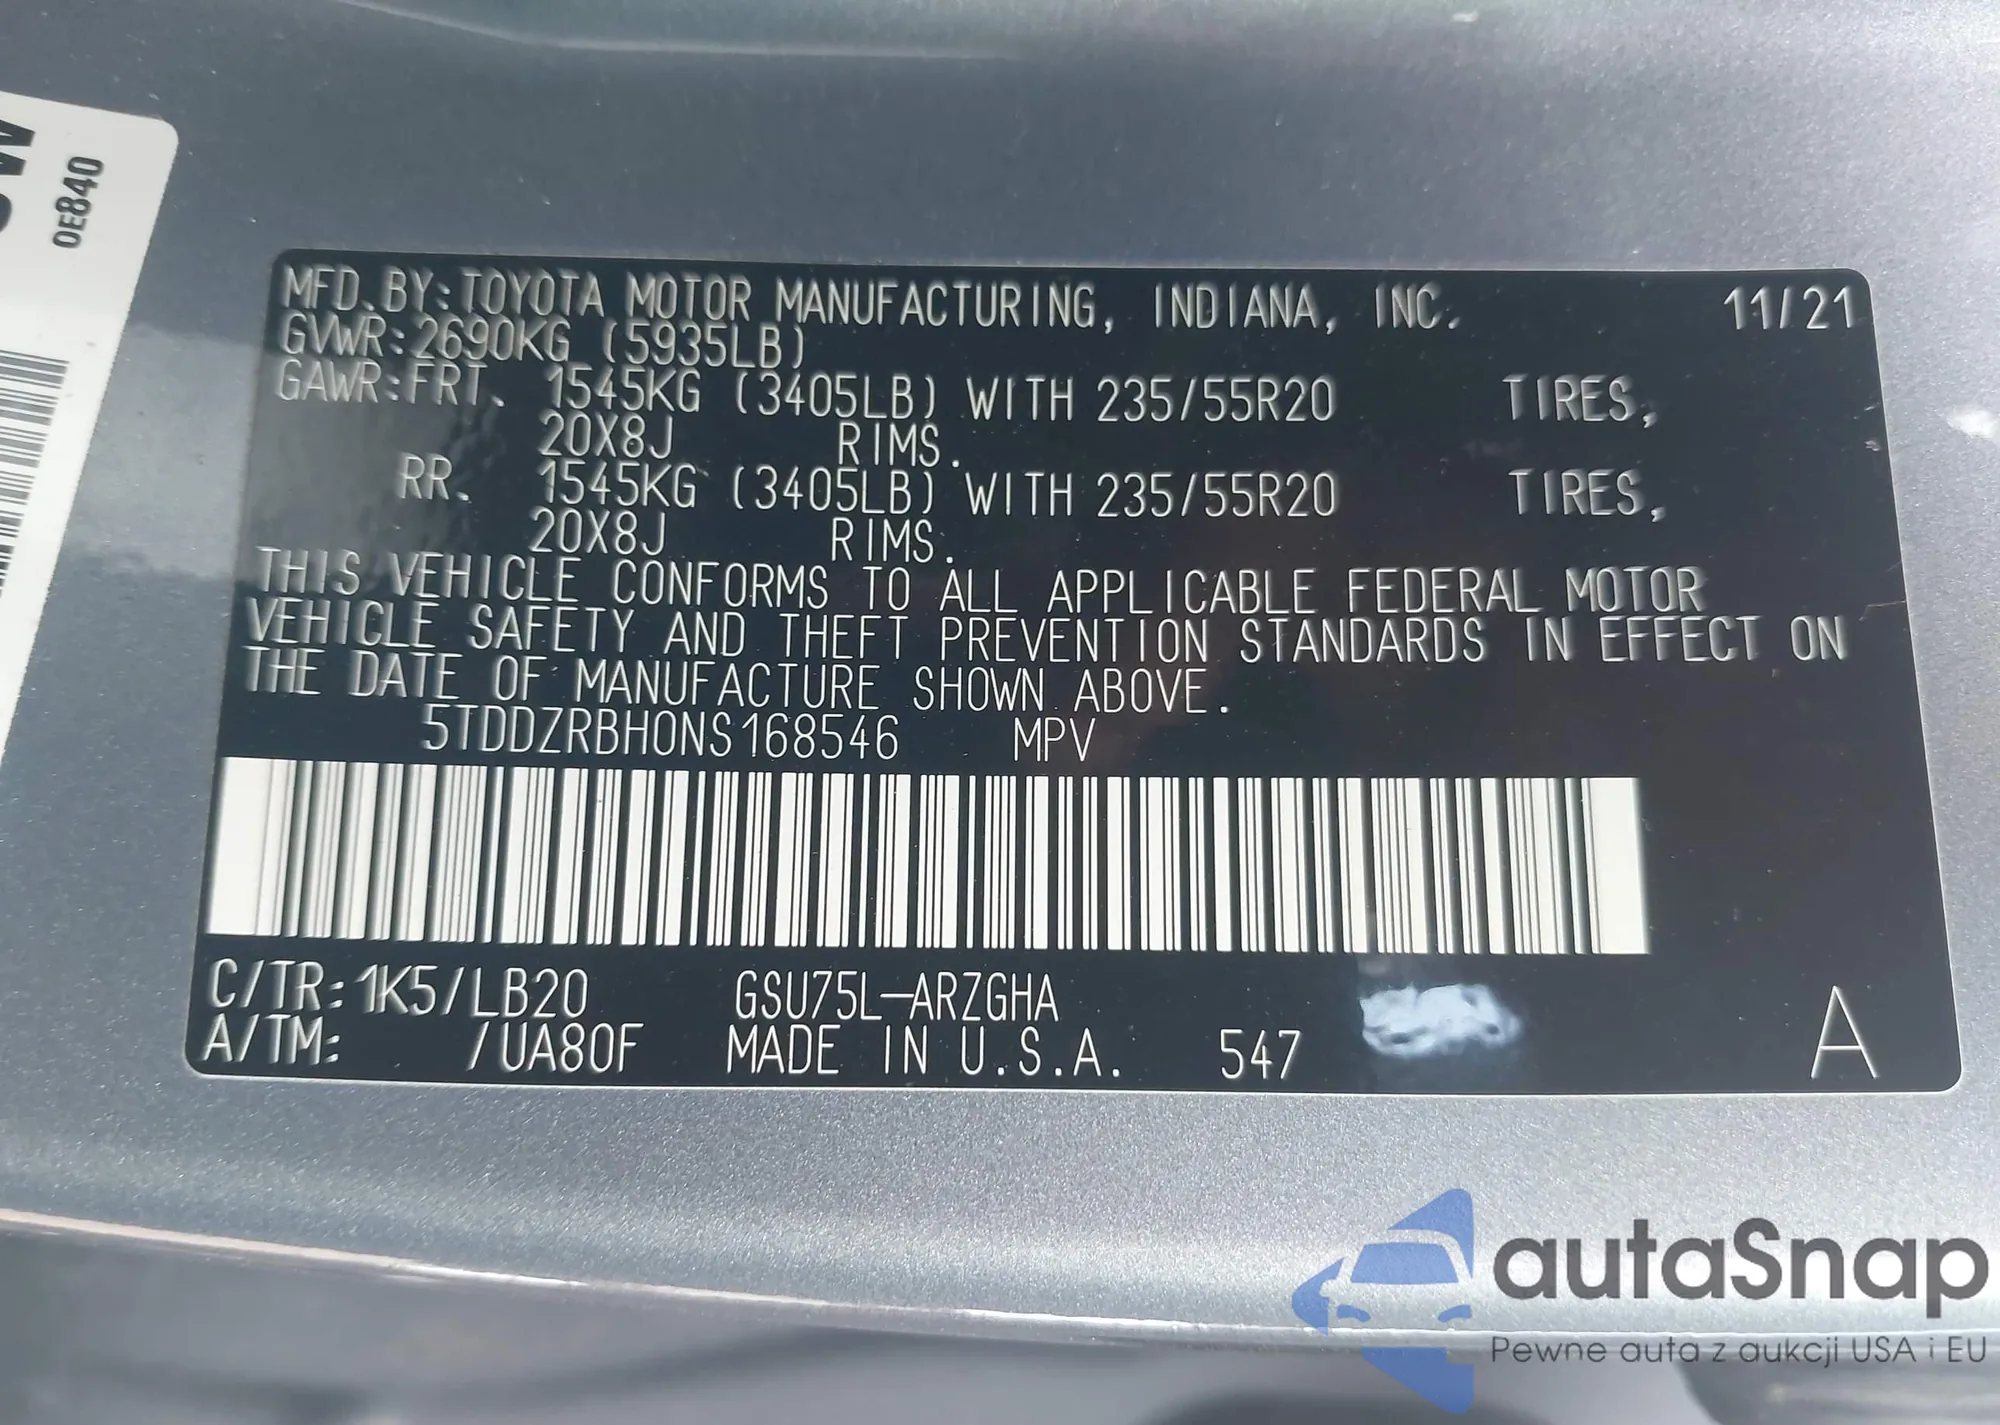 0E840
MFD.BY:TOYOTA MOTOR MANUFACTURING, INDIANA, INC. 11/21
GVWR:2690KG (5935LB)
GAWR:FRT. 1545KG (3405LB) WITH 235/55R20 TIRES,
20X8J RIMS.
RR. 1545KG (3405LB) WITH 235/55R20 TIRES,
20X8J RIMS.
THIS VEHICLE CONFORMS TO ALL APPLICABLE FEDERAL MOTOR
VEHICLE SAFETY AND THEFT PREVENTION STANDARDS IN EFFECT ON
THE DATE OF MANUFACTURE SHOWN ABOVE.
5TDDZRBH0NS168546 MPV
C/TR:1K5/LB20 GSU75L-ARZGHA
A/TM: /UA80F MADE IN U.S.A. 547 A
autaSnap
Pewne auta z aukcji USA i EU